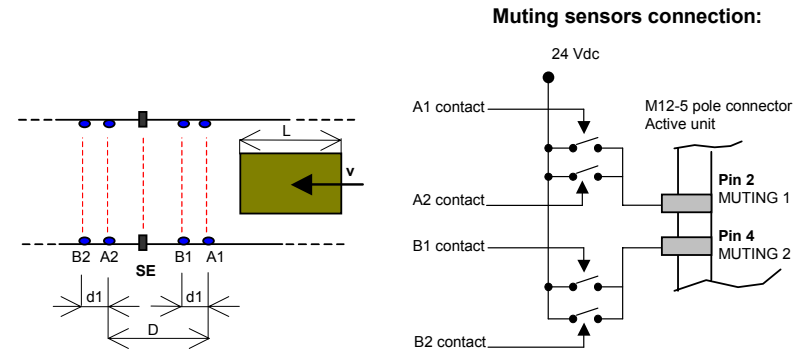 Muting sensors connection:
24 Vdc
A1 contact
M12-5 pole connector
Active unit
L
v
Pin 2
MUTING 1
A2 contact
Pin 4
MUTING 2
B1 contact
B2 A2 B1 A1
SE
d1 d1
D
B2 contact